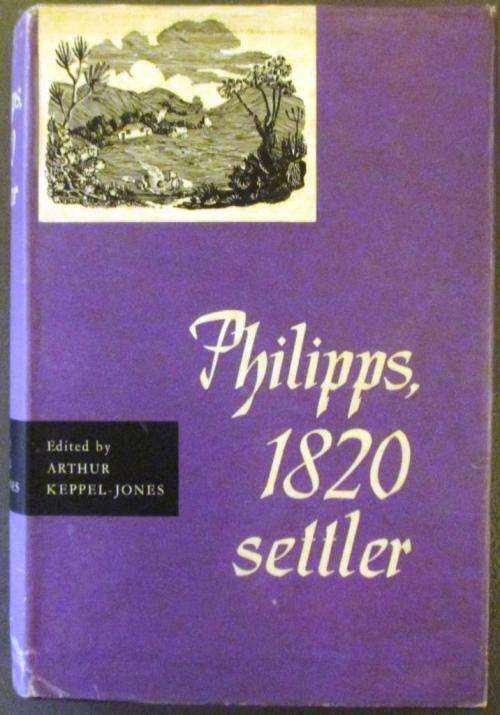 Philipps,
1820
settler
Edited by
ARTHUR
KEPPEL-JONES